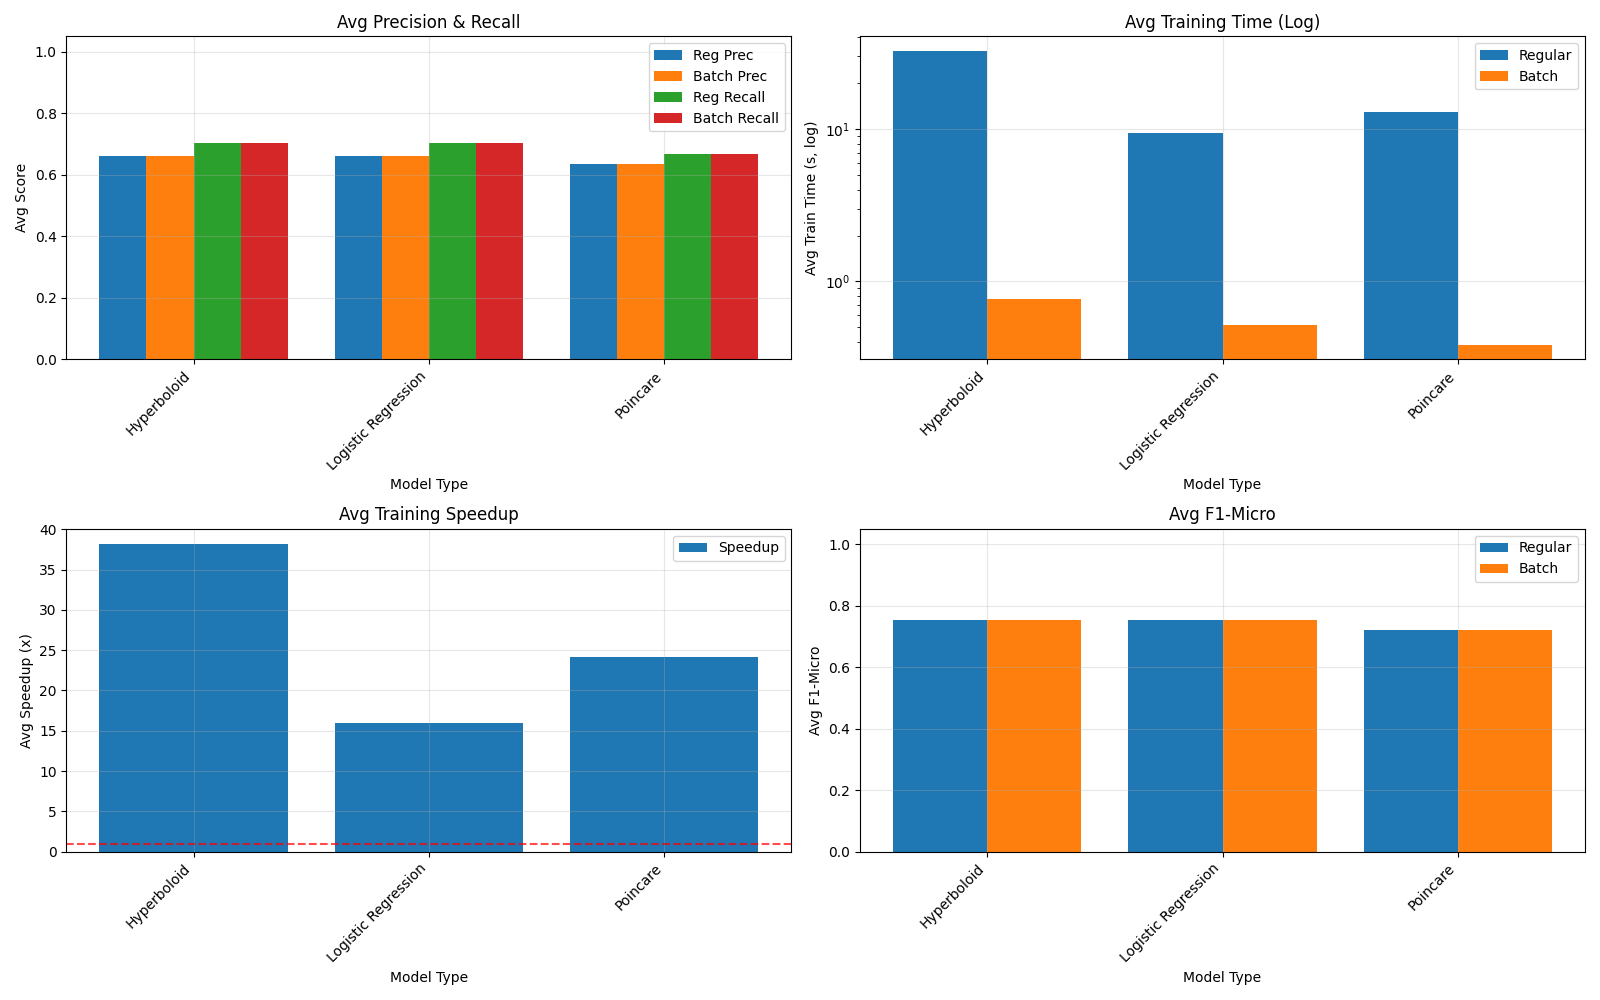 Avg Precision & Recall
Avg Score
1.0
0.8
0.6
0.4
0.2
0.0
Reg Prec
Batch Prec
Reg Recall
Batch Recall
Hyperboloid
Logistic Regression
Poincare
Model Type
Avg Training Time (Log)
Avg Train Time (s, log)
10¹
10⁰
Regular
Batch
Hyperboloid
Logistic Regression
Poincare
Model Type
Avg Training Speedup
Avg Speedup (x)
40
35
30
25
20
15
10
5
0
Speedup
Hyperboloid
Logistic Regression
Poincare
Model Type
Avg F1-Micro
Avg F1-Micro
1.0
0.8
0.6
0.4
0.2
0.0
Regular
Batch
Hyperboloid
Logistic Regression
Poincare
Model Type